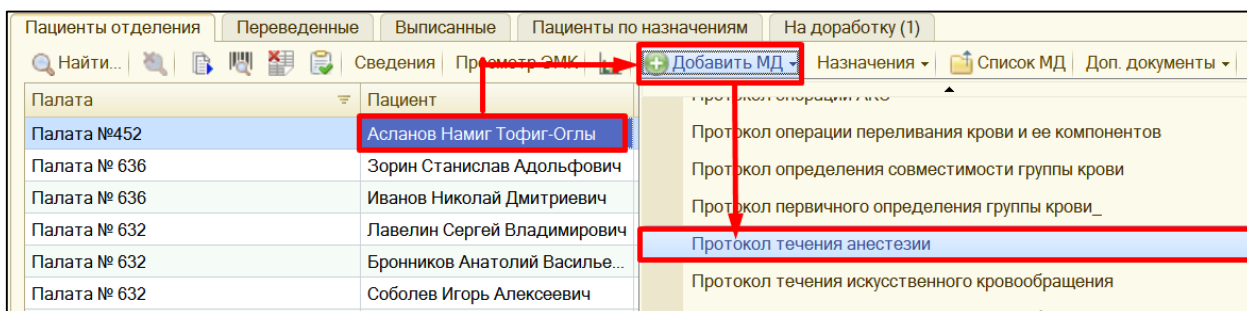 Пациенты отделения Переведенные Выписанные Пациенты по назначениям На доработку (1)
Найти... Сведения Просмотр ЭМК Добавить МД Назначения Список МД Доп. документы
Палата Пациент
Палата №452 Асланов Намиг Тофиг-Оглы
Протокол операции переливания крови и ее компонентов
Палата № 636 Зорин Станислав Адольфович
Протокол определения совместимости группы крови
Палата № 636 Иванов Николай Дмитриевич
Протокол первичного определения группы крови_
Палата № 632 Лавелин Сергей Владимирович
Протокол течения анестезии
Палата № 632 Бронников Анатолий Василье...
Протокол течения искусственного кровообращения
Палата № 632 Соболев Игорь Алексеевич